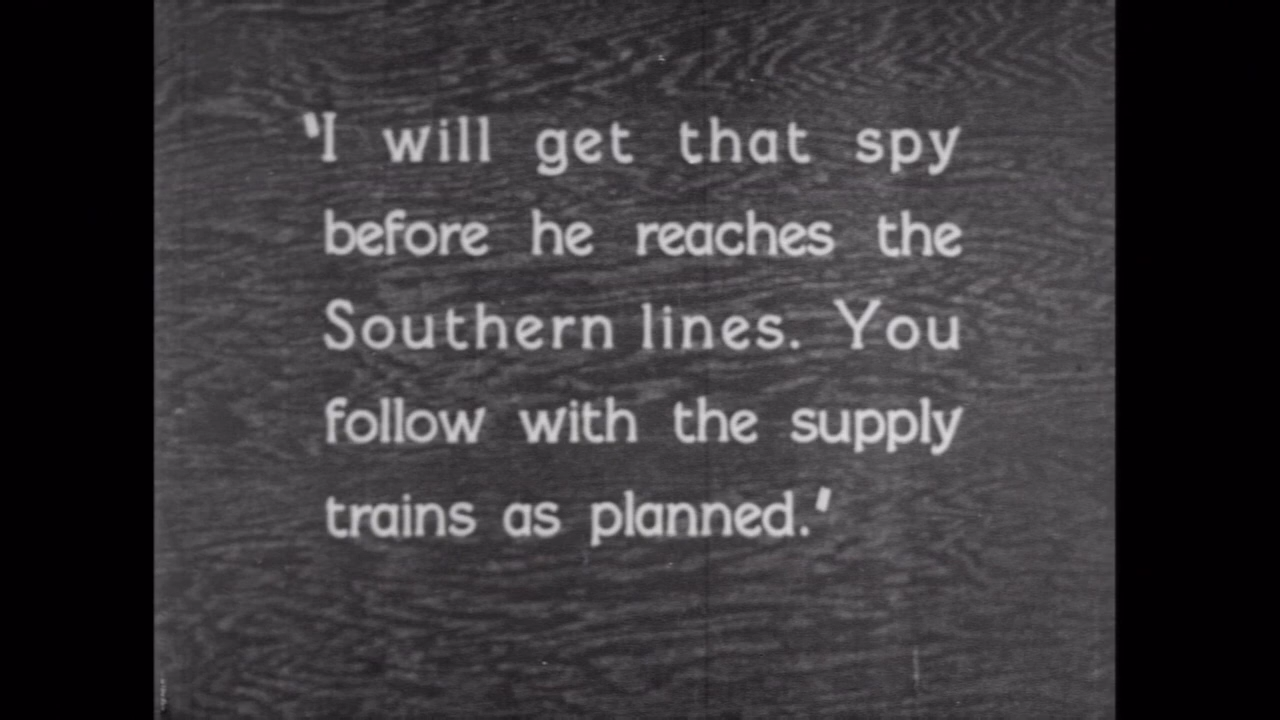 "I will get that spy
before he reaches the
Southern lines. You
follow with the supply
trains as planned."